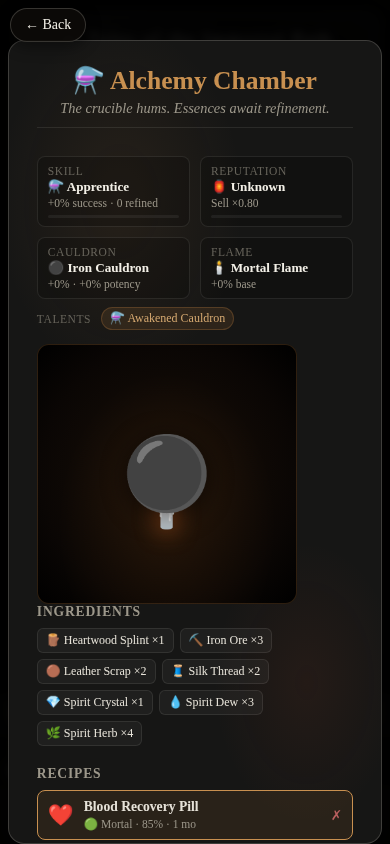 ← Back
⚗️ Alchemy Chamber
The crucible hums. Essences await refinement.
SKILL
⚗️ Apprentice
+0% success · 0 refined
REPUTATION
🏮 Unknown
Sell ×0.80
CAULDRON
⚫ Iron Cauldron
+0% · +0% potency
FLAME
🕯️ Mortal Flame
+0% base
TALENTS ⚗️ Awakened Cauldron
INGREDIENTS
🪵 Heartwood Splint ×1 ⛏️ Iron Ore ×3
🟤 Leather Scrap ×2 🧵 Silk Thread ×2
💎 Spirit Crystal ×1 💧 Spirit Dew ×3
🌿 Spirit Herb ×4
RECIPES
❤️ Blood Recovery Pill
🟢 Mortal · 85% · 1 mo ✗